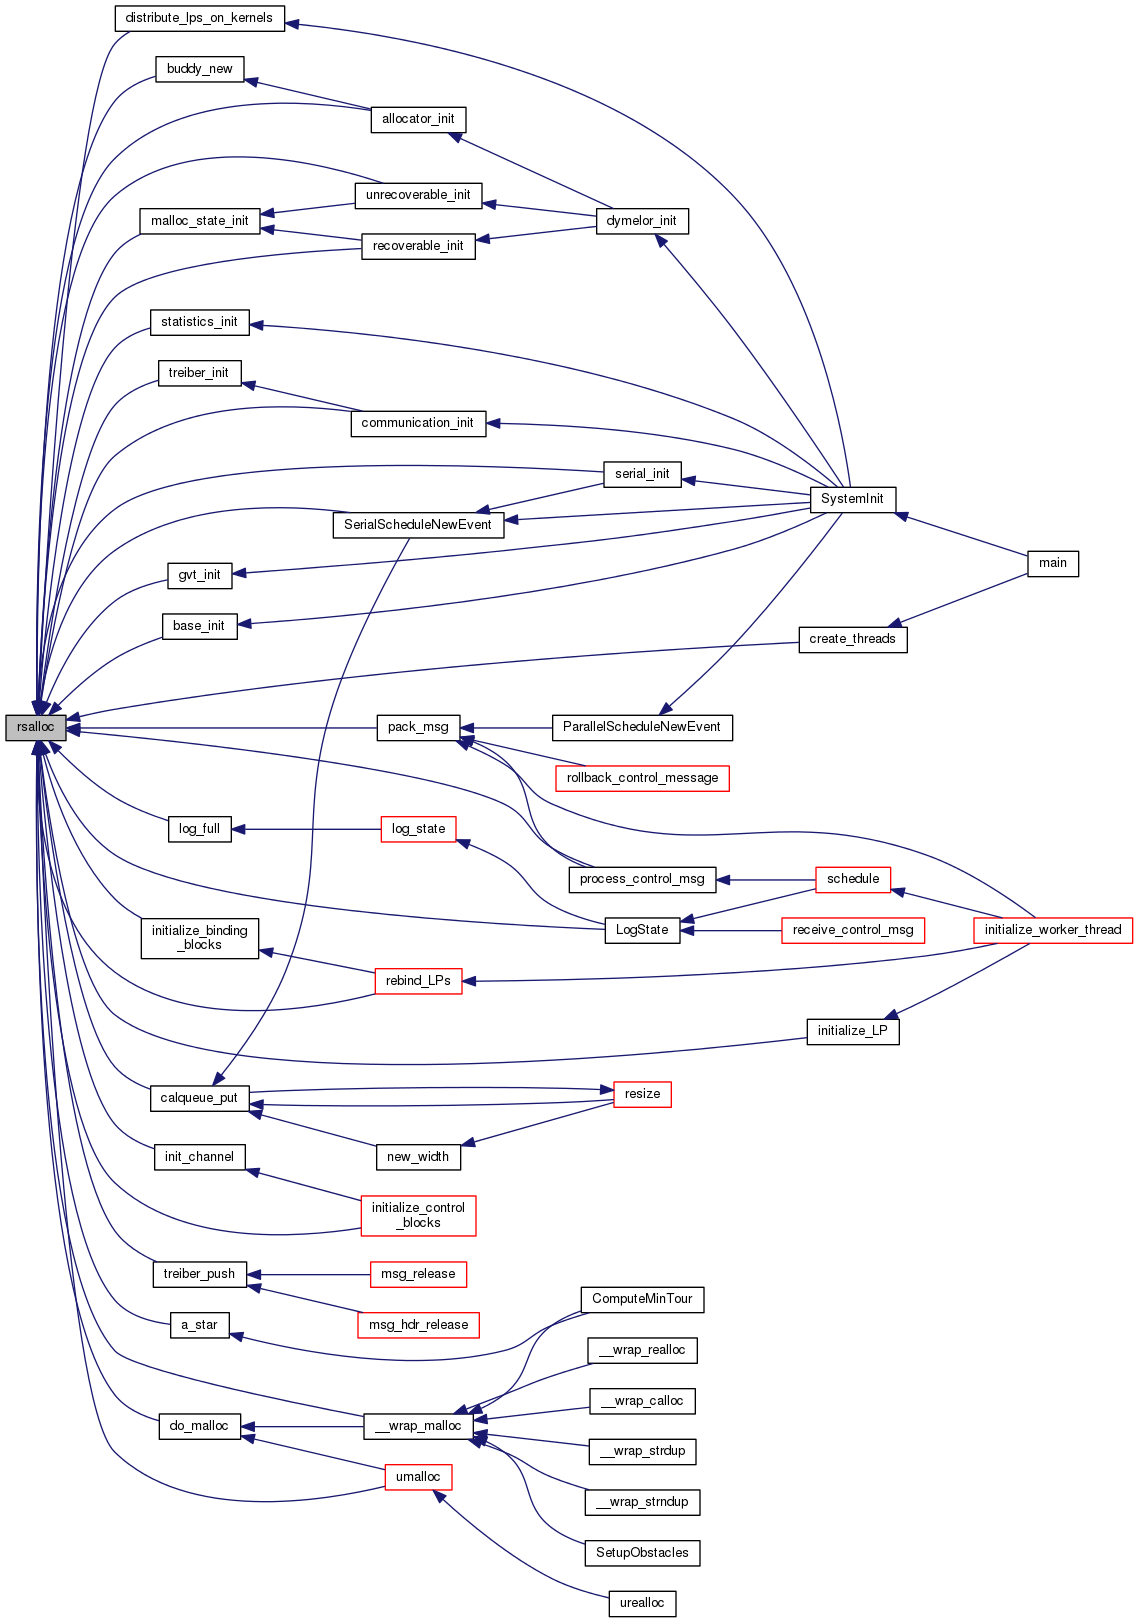 distribute_lps_on_kernels
buddy_new
allocator_init
unrecoverable_init
malloc_state_init
dymelor_init
recoverable_init
statistics_init
treiber_init
communication_init
serial_init
SystemInit
SerialScheduleNewEvent
main
gvt_init
base_init
create_threads
rsalloc
pack_msg
ParallelScheduleNewEvent
rollback_control_message
log_full
log_state
process_control_msg
schedule
initialize_binding
_blocks
LogState
receive_control_msg
initialize_worker_thread
rebind_LPs
initialize_LP
calqueue_put
resize
init_channel
new_width
initialize_control
_blocks
treiber_push
msg_release
ComputeMinTour
a_star
msg_hdr_release
__wrap_realloc
__wrap_calloc
do_malloc
__wrap_malloc
__wrap_strdup
umalloc
__wrap_strndup
SetupObstacles
urealloc